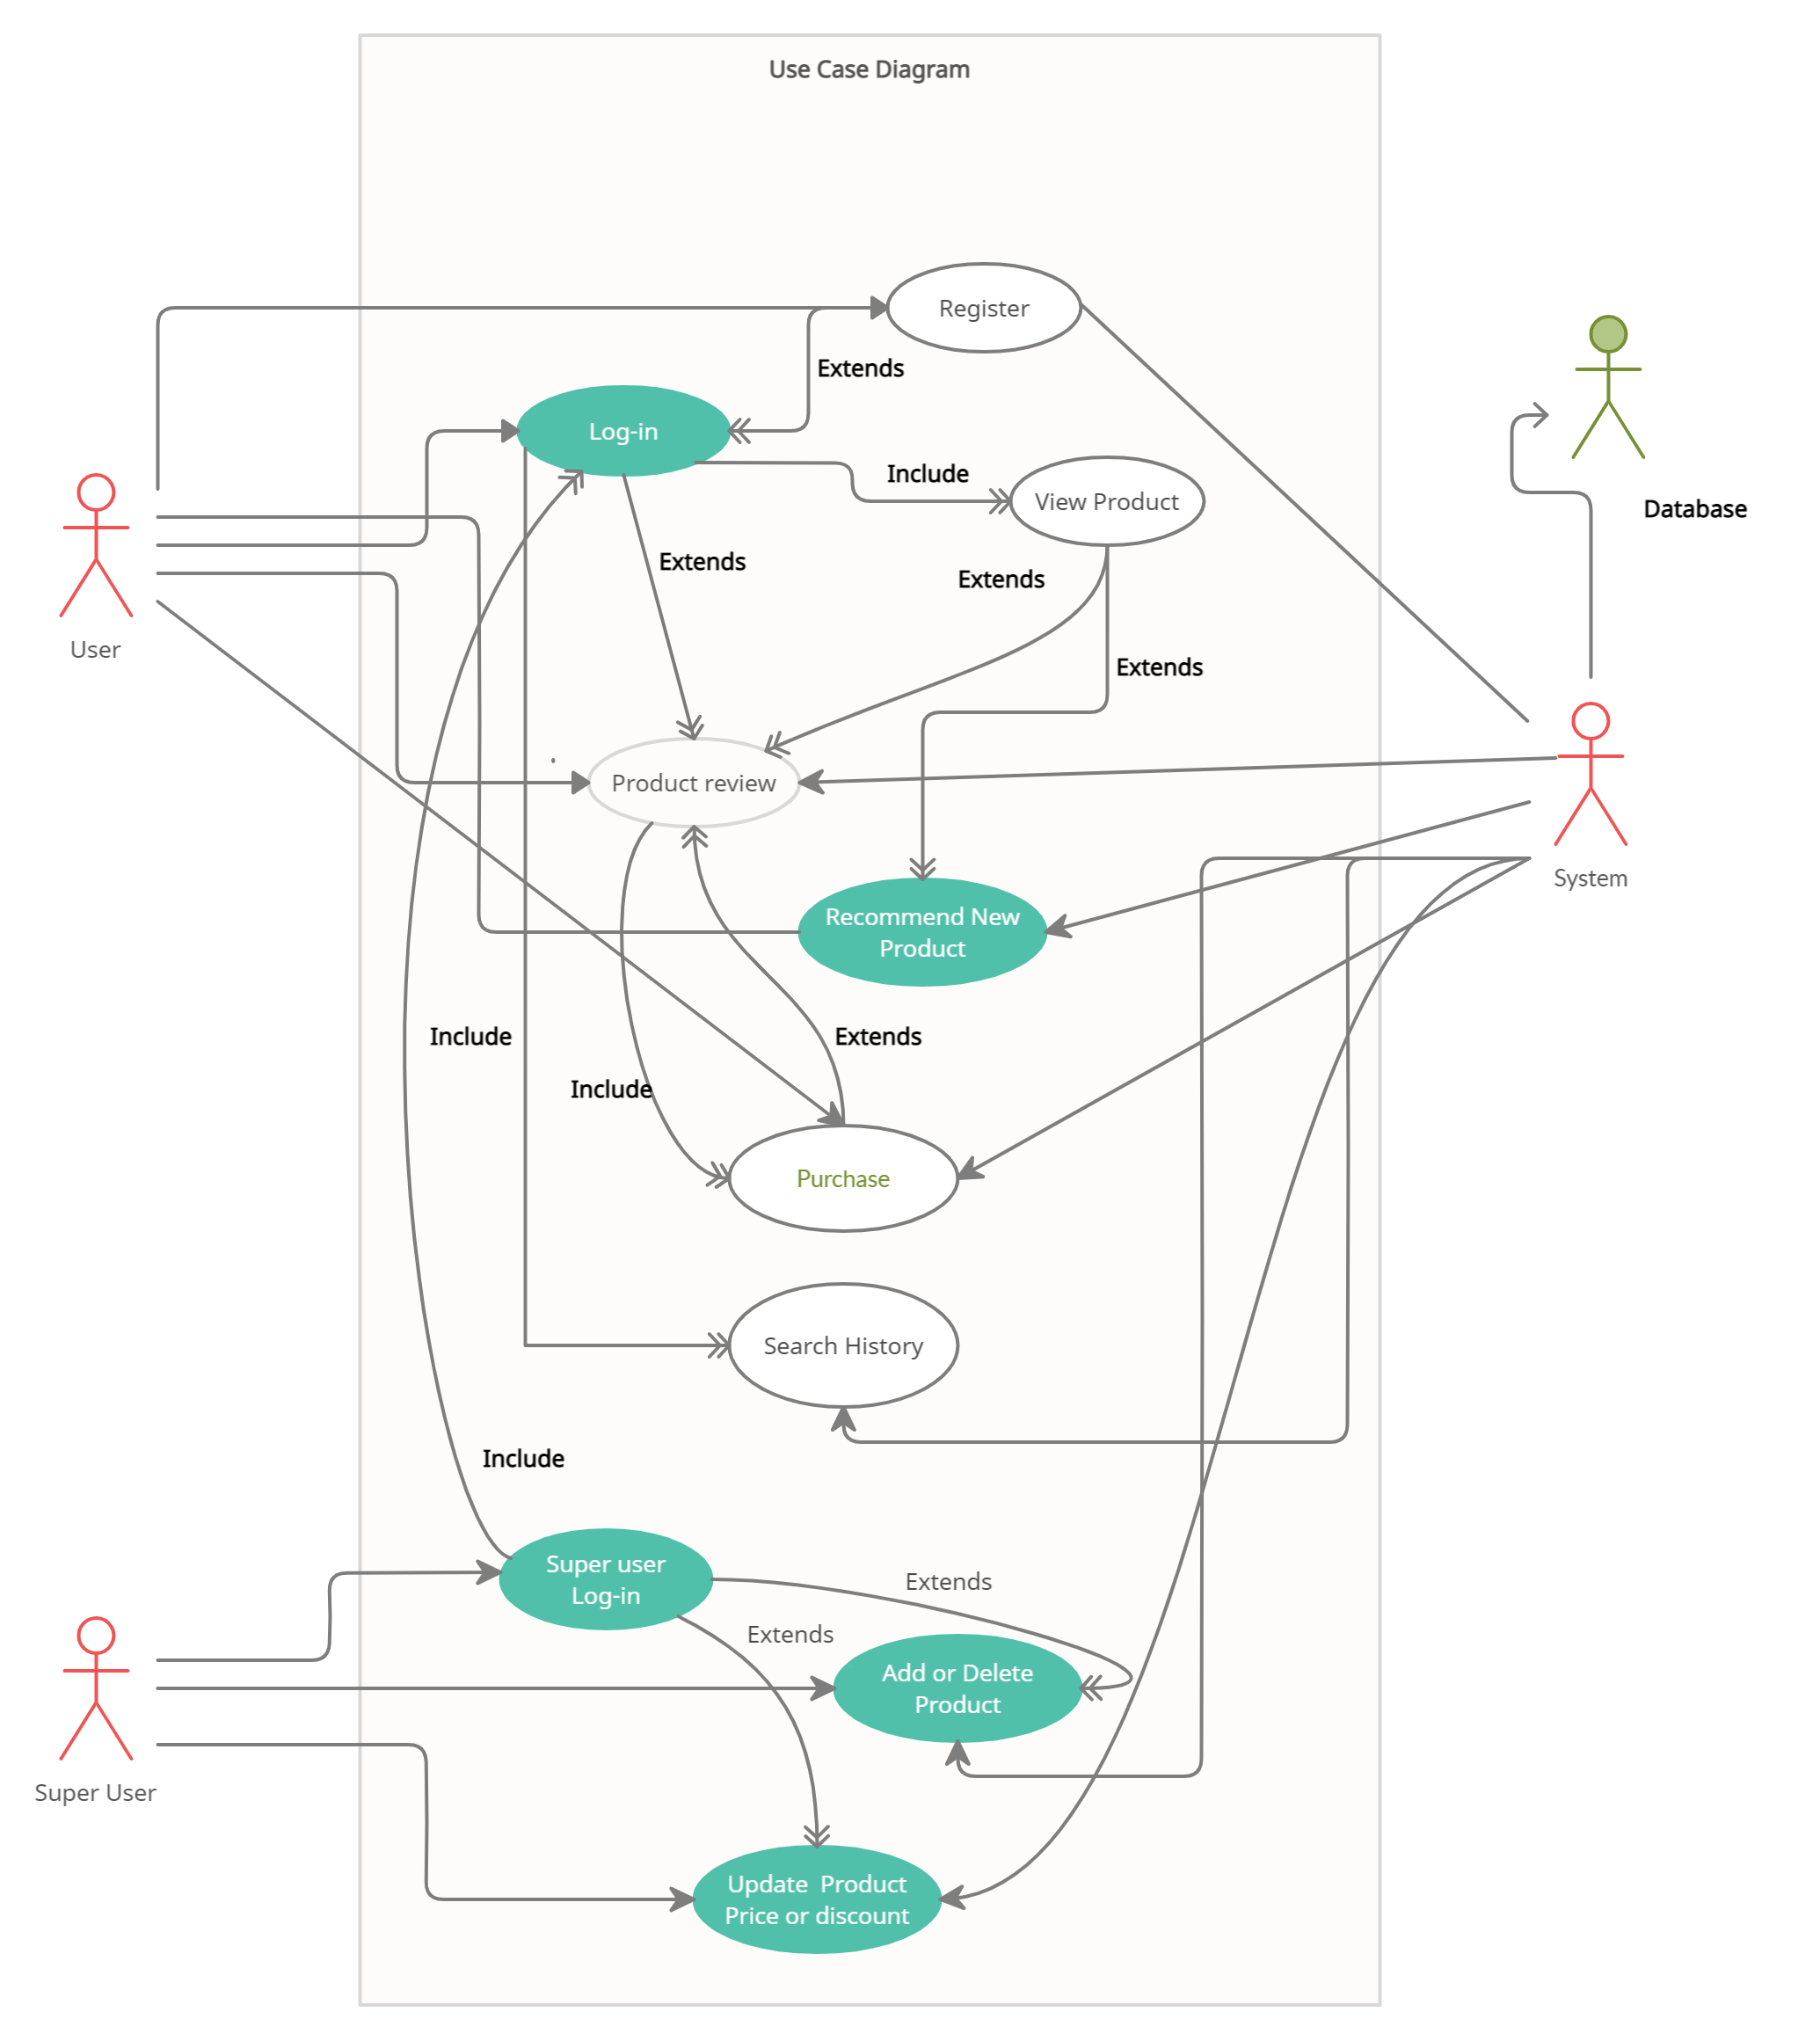 Use Case Diagram
Register
Extends
Log-in
Include
View Product
Database
Extends
Extends
User
Extends
Product review
System
Recommend New
Product
Include
Extends
Include
Purchase
Search History
Include
Super user
Log-in
Extends
Extends
Add or Delete
Product
Super User
Update  Product
Price or discount